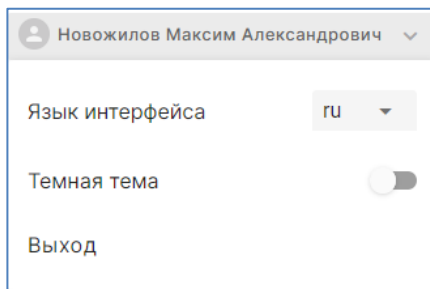 Новожилов Максим Александрович
Язык интерфейса ru
Темная тема
Выход